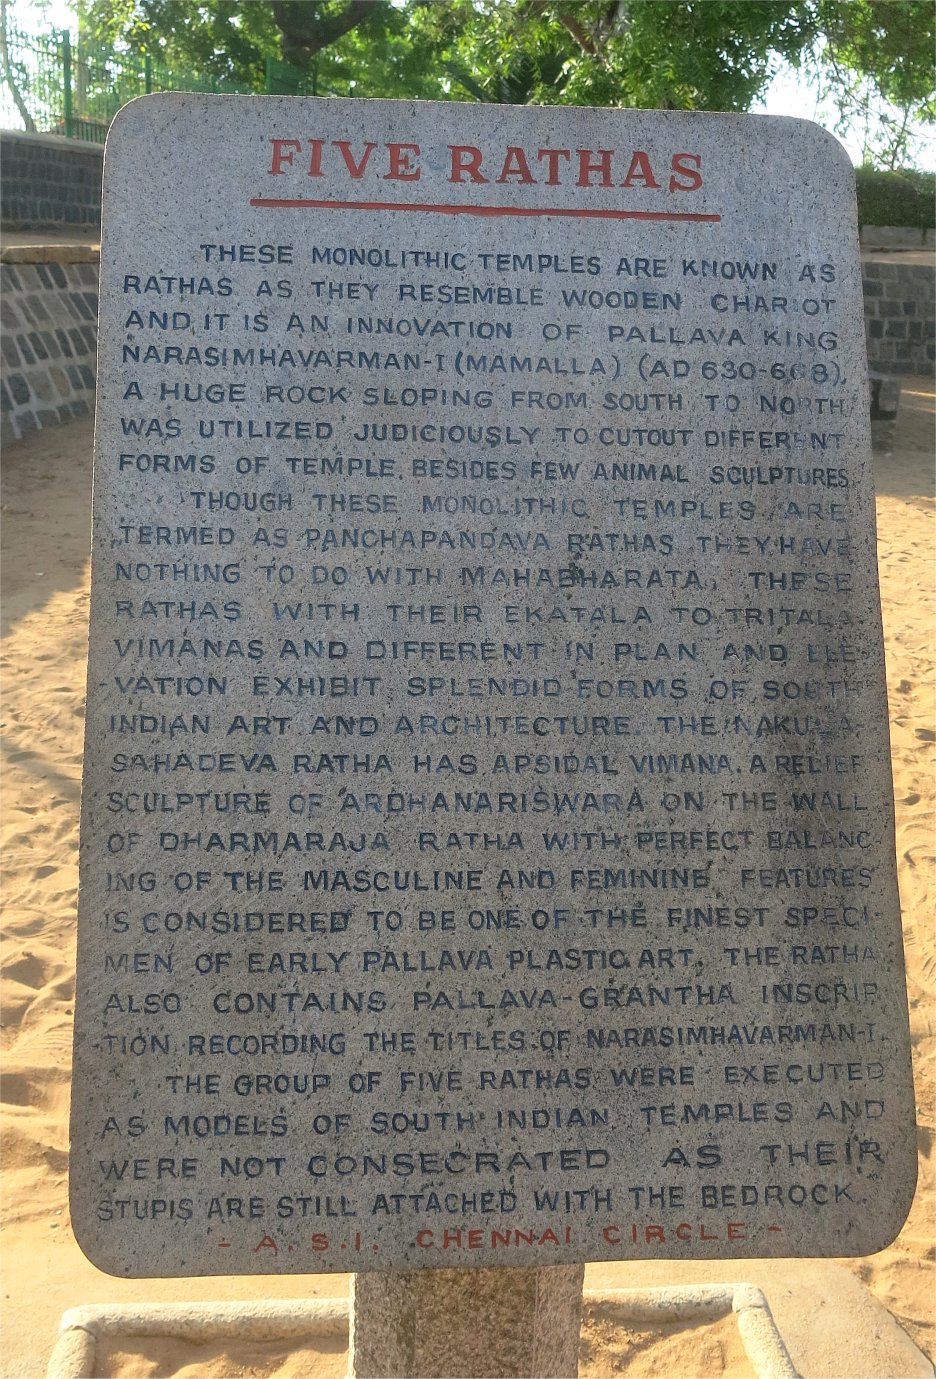 FIVE RATHAS
THESE MONOLITHIC TEMPLES ARE KNOWN AS
RATHAS AS THEY RESEMBLE WOODEN CHARIOT
AND, IT IS AN INNOVATION OF PALLAVA KING
NARASIMHAVARMAN-I (MAMALLA) (AD 630-668).
A HUGE ROCK SLOPING FROM SOUTH TO NORTH
WAS UTILIZED JUDICIOUSLY TO CUTOUT DIFFERENT
FORMS OF TEMPLE, BESIDES FEW ANIMAL SCULPTURES.
THOUGH THESE MONOLITHIC TEMPLES ARE
TERMED AS PANCHAPANDAVA RATHAS THEY HAVE
NOTHING TO DO WITH MAHABHARATA. THESE
RATHAS WITH THEIR EKATALA TO TRITALA
VIMANAS AND DIFFERENT IN PLAN AND ELE-
-VATION EXHIBIT SPLENDID FORMS OF SOUTH
INDIAN ART AND ARCHITECTURE. THE NAKULA-
SAHADEVA RATHA HAS APSIDAL VIMANA. A RELIEF
SCULPTURE OF ARDHANARISWARA ON THE WALL
OF DHARMARAJA RATHA WITH PERFECT BALANC-
ING OF THE MASCULINE AND FEMININE FEATURES
IS CONSIDERED TO BE ONE OF THE FINEST SPECI-
MEN OF EARLY PALLAVA PLASTIC ART. THE RATHA
ALSO CONTAINS PALLAVA-GRANTHA INSCRIP
-TION RECORDING THE TITLES OF NARASIMHAVARMAN-I.
THE GROUP OF FIVE RATHAS WERE EXECUTED
AS MODELS OF SOUTH INDIAN TEMPLES AND
WERE NOT CONSECRATED AS THEIR
STUPIS ARE STILL ATTACHED WITH THE BEDROCK.
- A.S.I. CHENNAI CIRCLE -